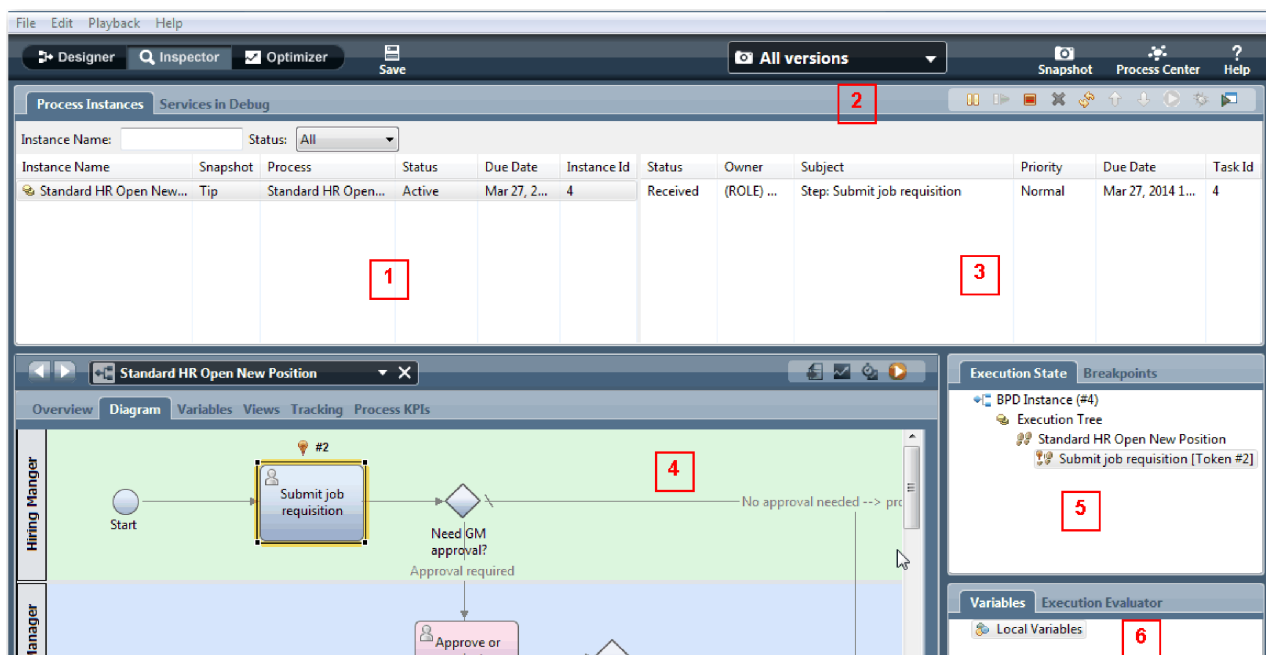 File Edit Playback Help
Designer Inspector Optimizer Save All versions Snapshot Process Center Help
Process Instances Services in Debug 2
Instance Name: Status: All
Instance Name Snapshot Process Status Due Date Instance Id Status Owner Subject Priority Due Date Task Id
Standard HR Open New... Tip Standard HR Open... Active Mar 27, 2... 4 Received (ROLE) ... Step: Submit job requisition Normal Mar 27, 2014 1... 4
1 3
Standard HR Open New Position
Overview Diagram Variables Views Tracking Process KPIs
Hiring Manger
#2
Submit job
requisition
Start
Need GM
approval?
Approval required
No approval needed -->
4
Approve or
Execution State Breakpoints
BPD Instance (#4)
Execution Tree
Standard HR Open New Position
Submit job requisition [Token #2]
5
Variables Execution Evaluator
Local Variables
6